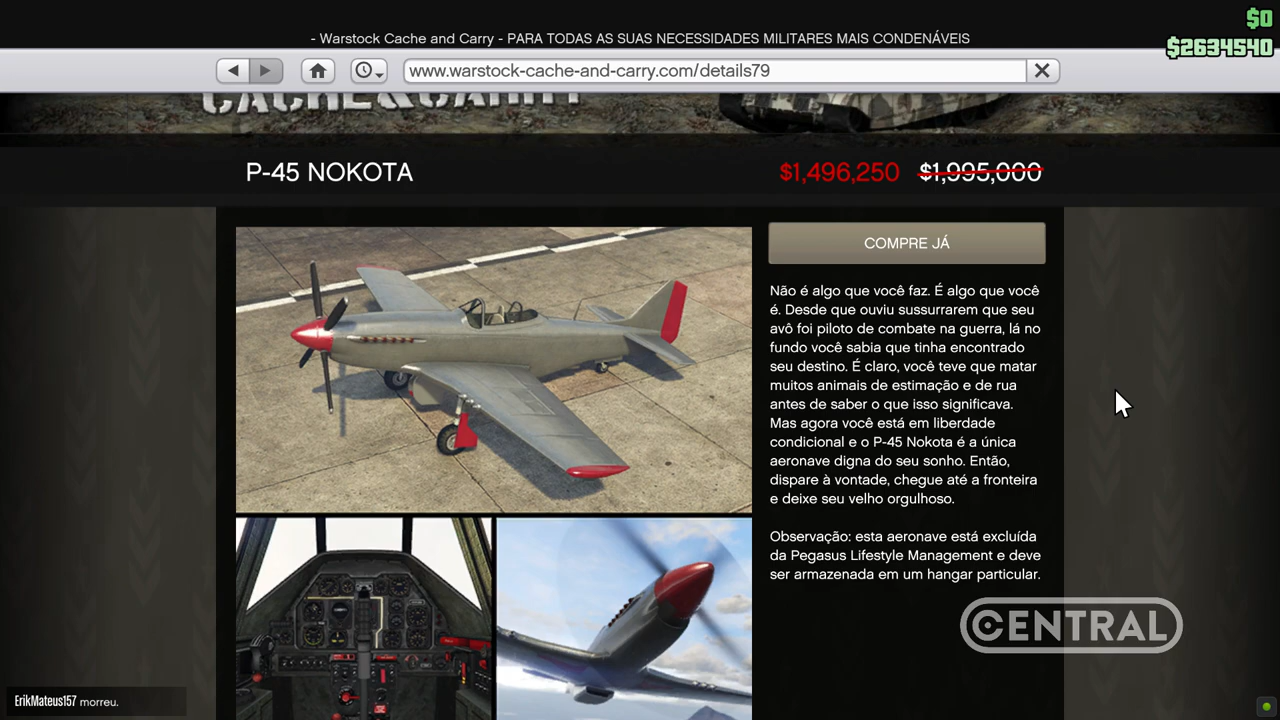 $0
- Warstock Cache and Carry - PARA TODAS AS SUAS NECESSIDADES MILITARES MAIS CONDENÁVEIS
$2634540
www.warstock-cache-and-carry.com/details79
CACHE & CARRY
P-45 NOKOTA
$1,496,250 $1,995,000
COMPRE JÁ
Não é algo que você faz. É algo que você
é. Desde que ouviu sussurrarem que seu
avô foi piloto de combate na guerra, lá no
fundo você sabia que tinha encontrado
seu destino. É claro, você teve que matar
muitos animais de estimação e de rua
antes de saber o que isso significava.
Mas agora você está em liberdade
condicional e o P-45 Nokota é a única
aeronave digna do seu sonho. Então,
dispare à vontade, chegue até a fronteira
e deixe seu velho orgulhoso.
Observação: esta aeronave está excluída
da Pegasus Lifestyle Management e deve
ser armazenada em um hangar particular.
CENTRAL
ErikMateus157 morreu.